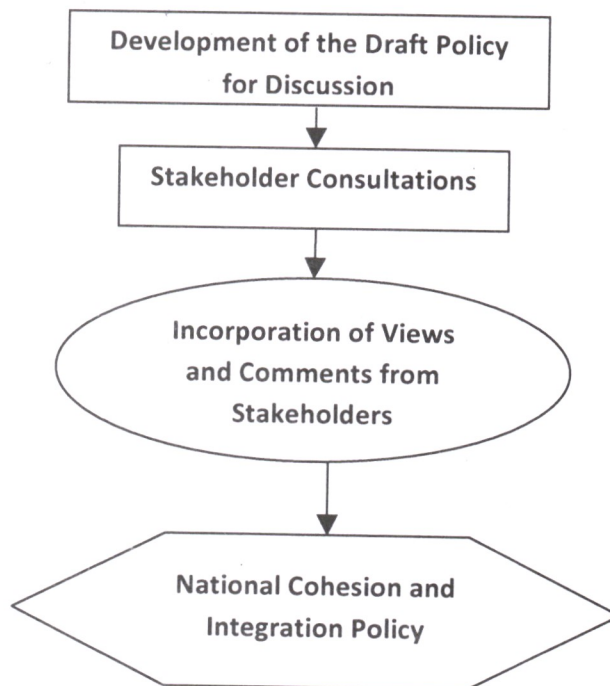 Development of the Draft Policy
for Discussion
Stakeholder Consultations
Incorporation of Views
and Comments from
Stakeholders
National Cohesion and
Integration Policy